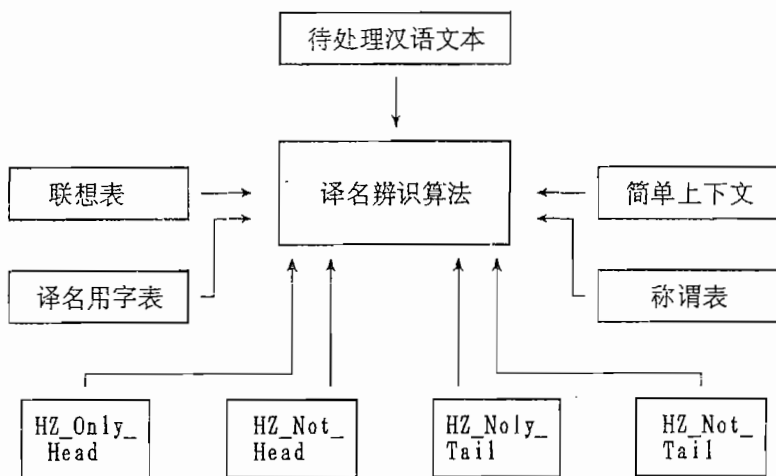 待处理汉语文本
联想表
译名辨识算法
简单上下文
译名用字表
称谓表
HZ_Only_
Head
HZ_Not_
Head
HZ_Noly_
Tail
HZ_Not_
Tail